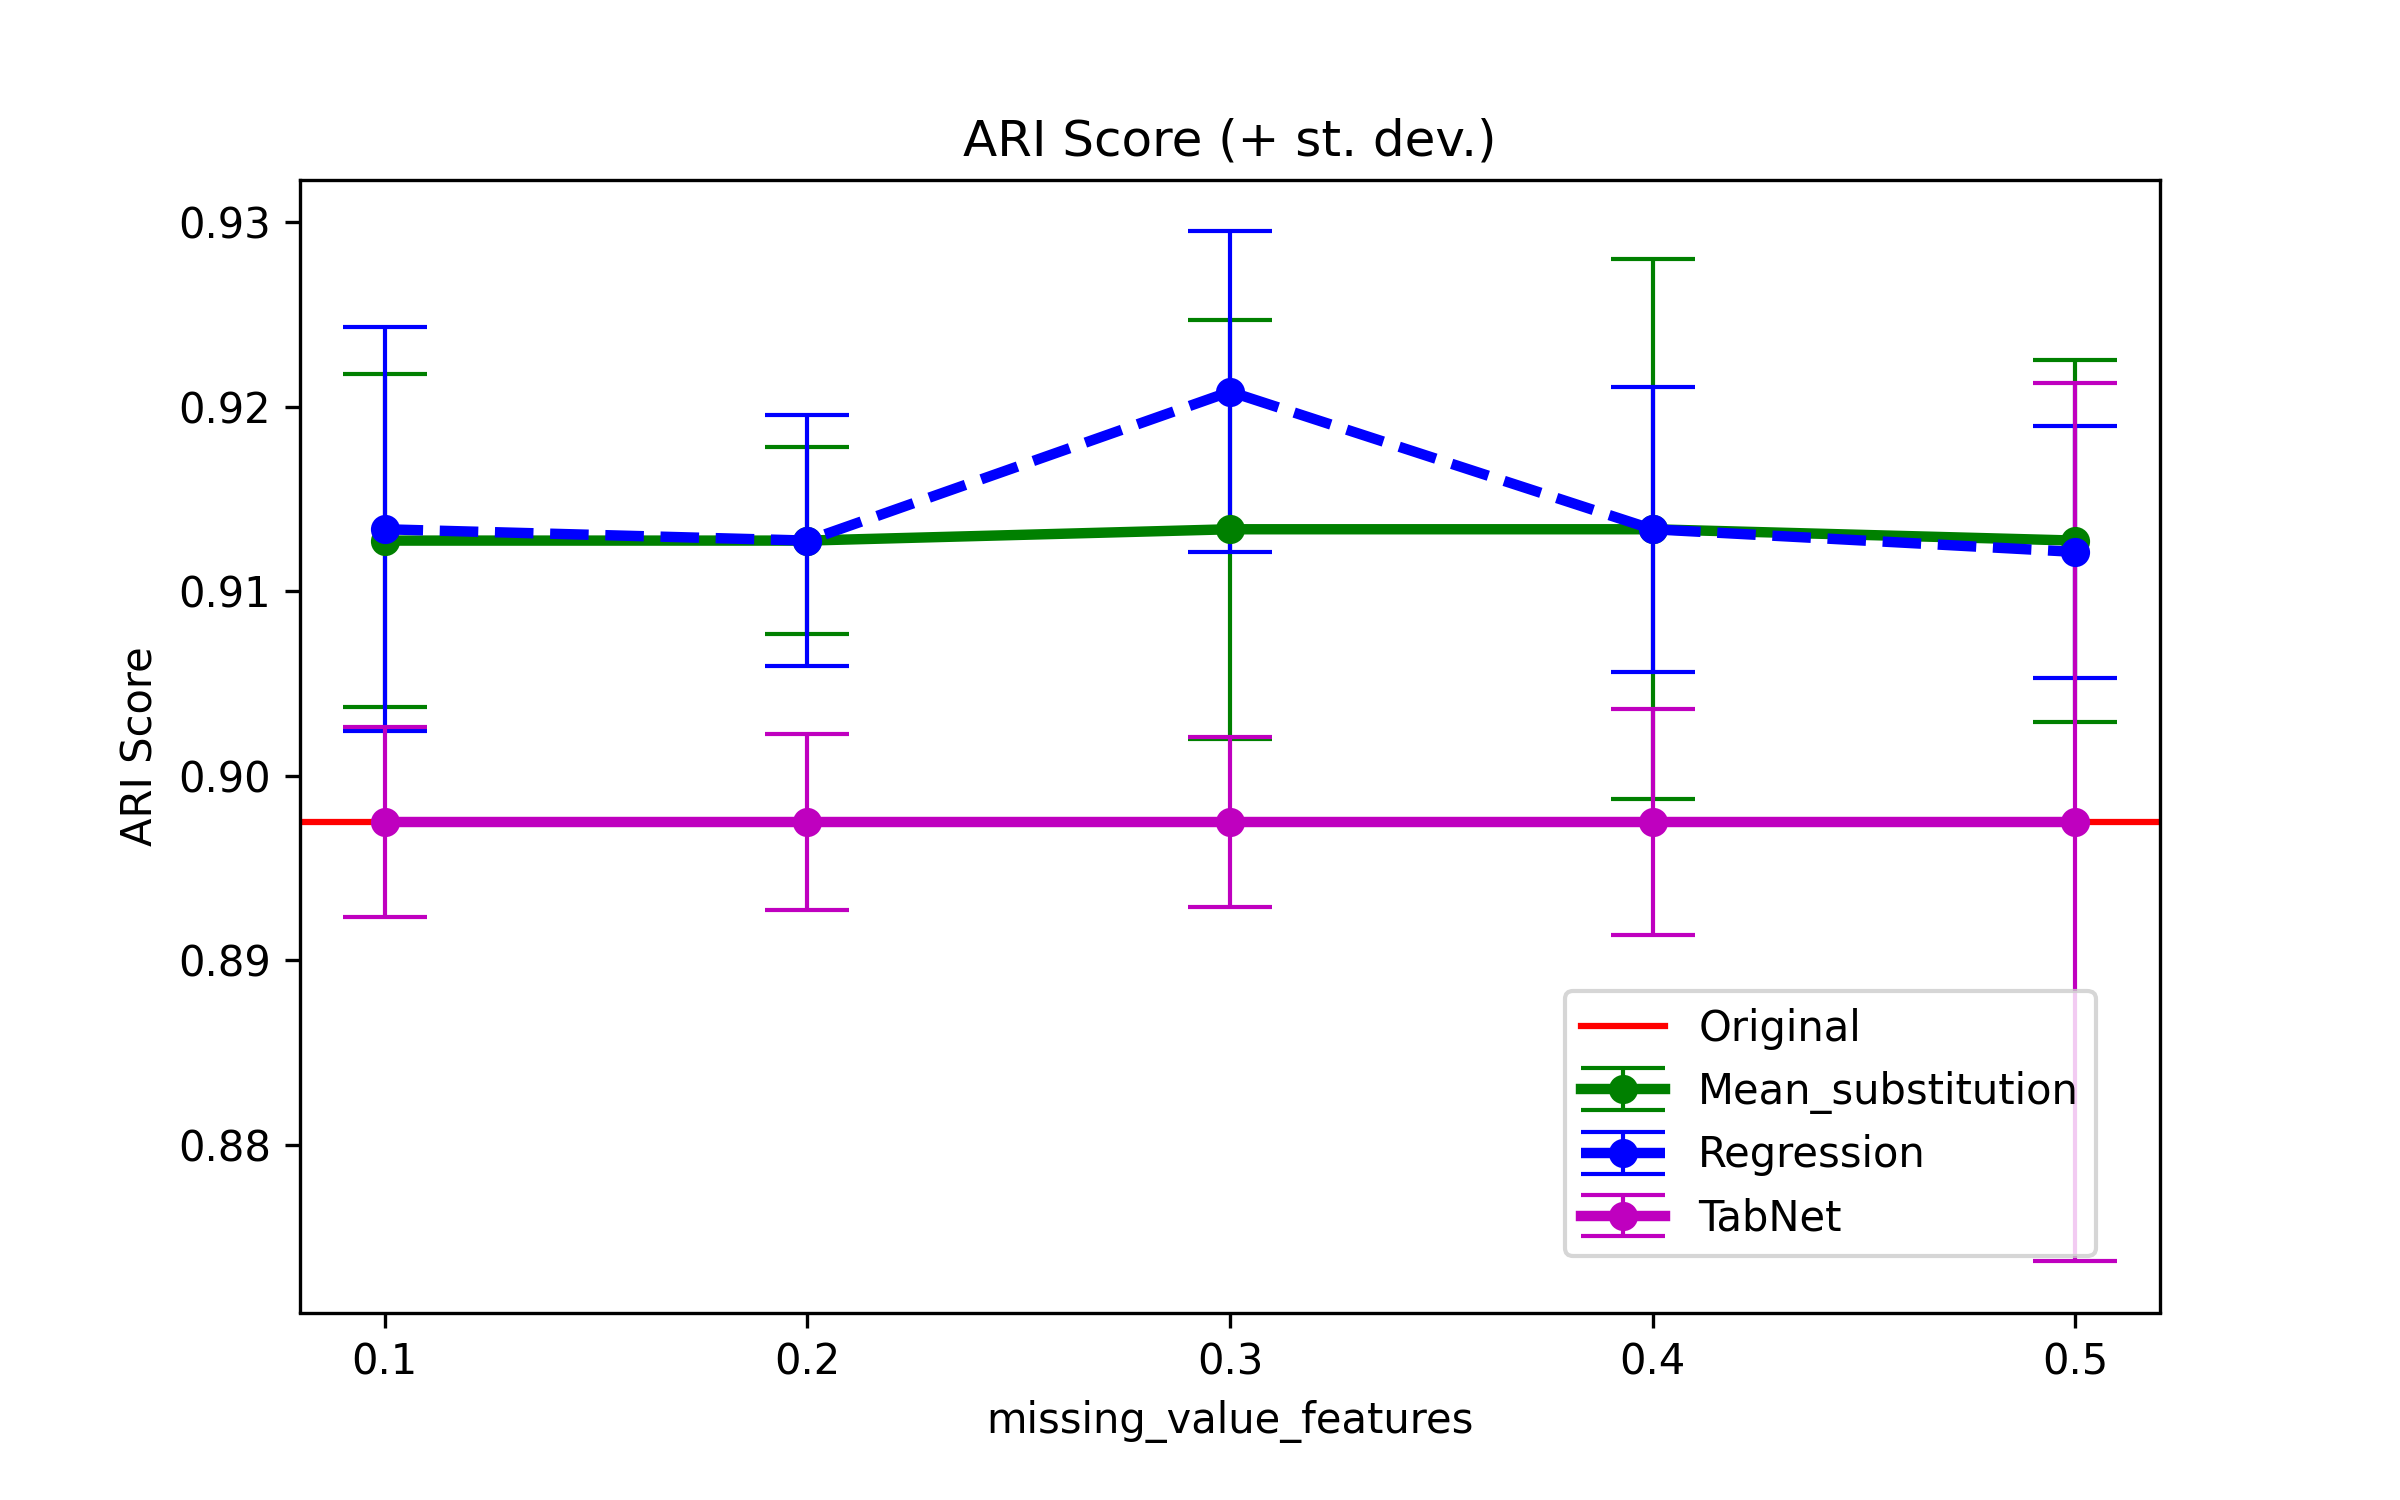 ARI Score (+ st. dev.)
ARI Score
0.93
0.92
0.91
0.90
0.89
0.88
Original
Mean_substitution
Regression
TabNet
0.1 0.2 0.3 0.4 0.5
missing_value_features